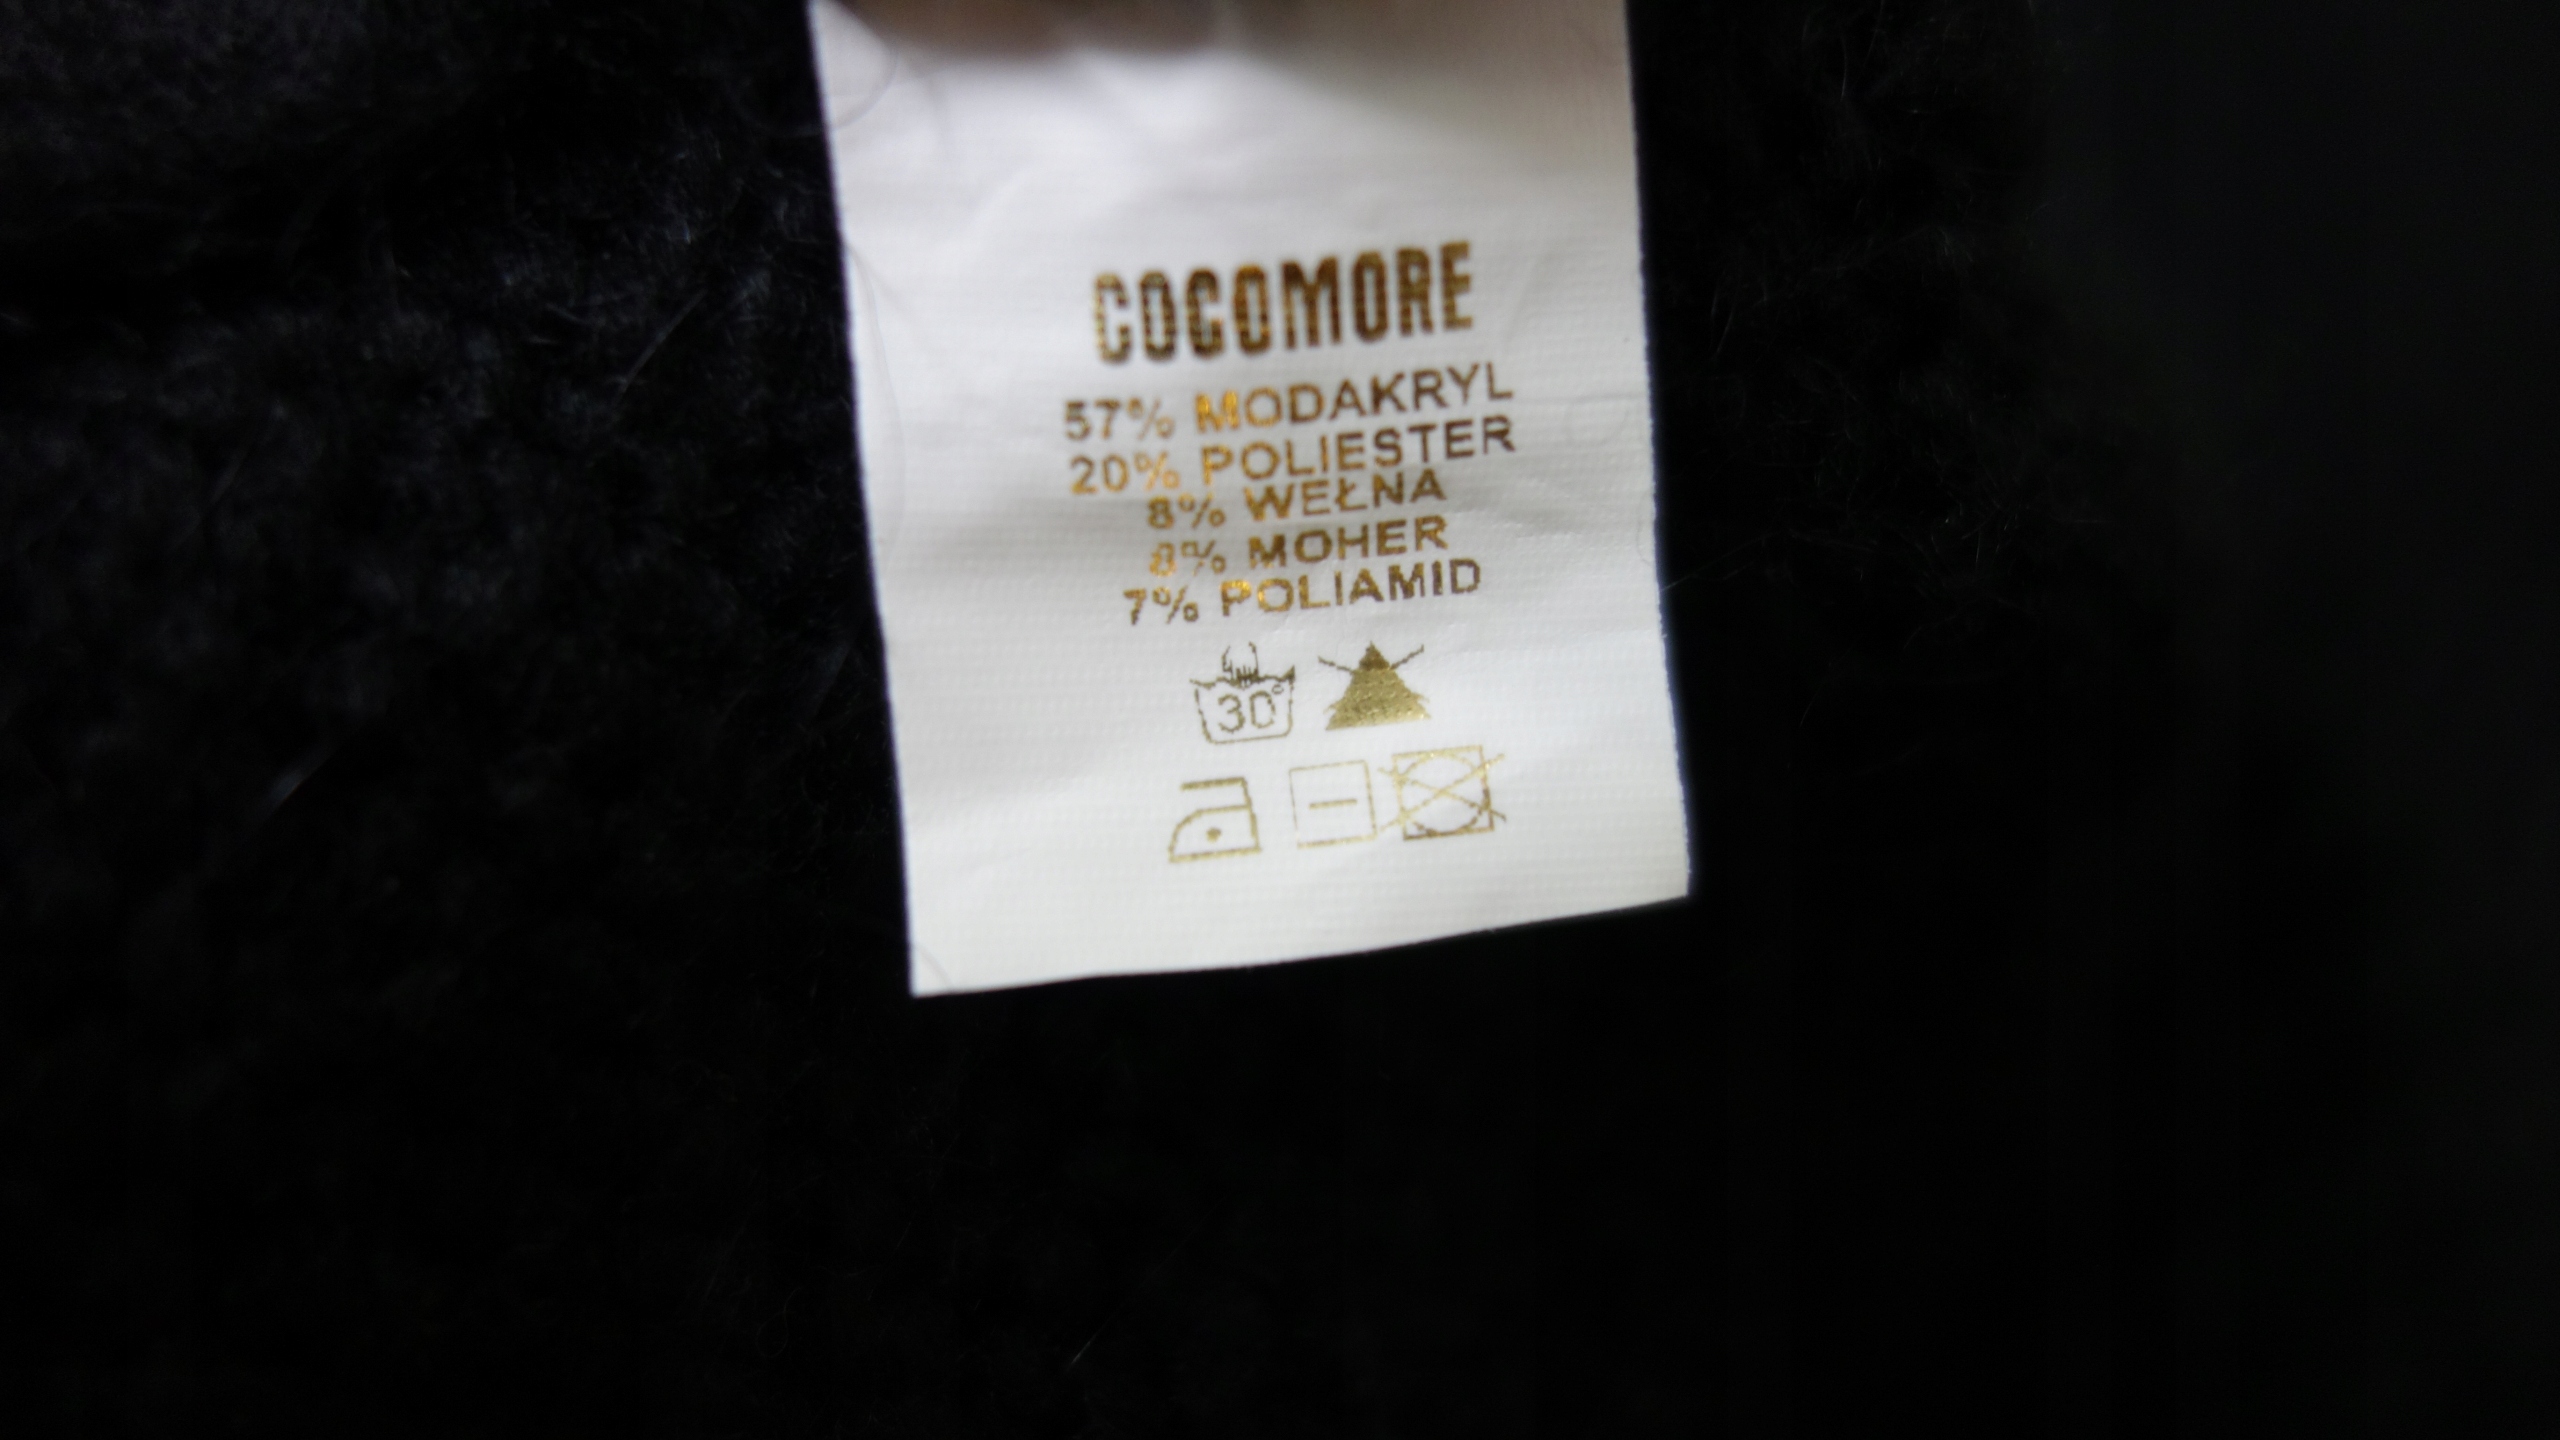 COCOMORE
57% MODAKRYL
20% POLIESTER
8% WEŁNA
8% MOHER
7% POLIAMID
30°